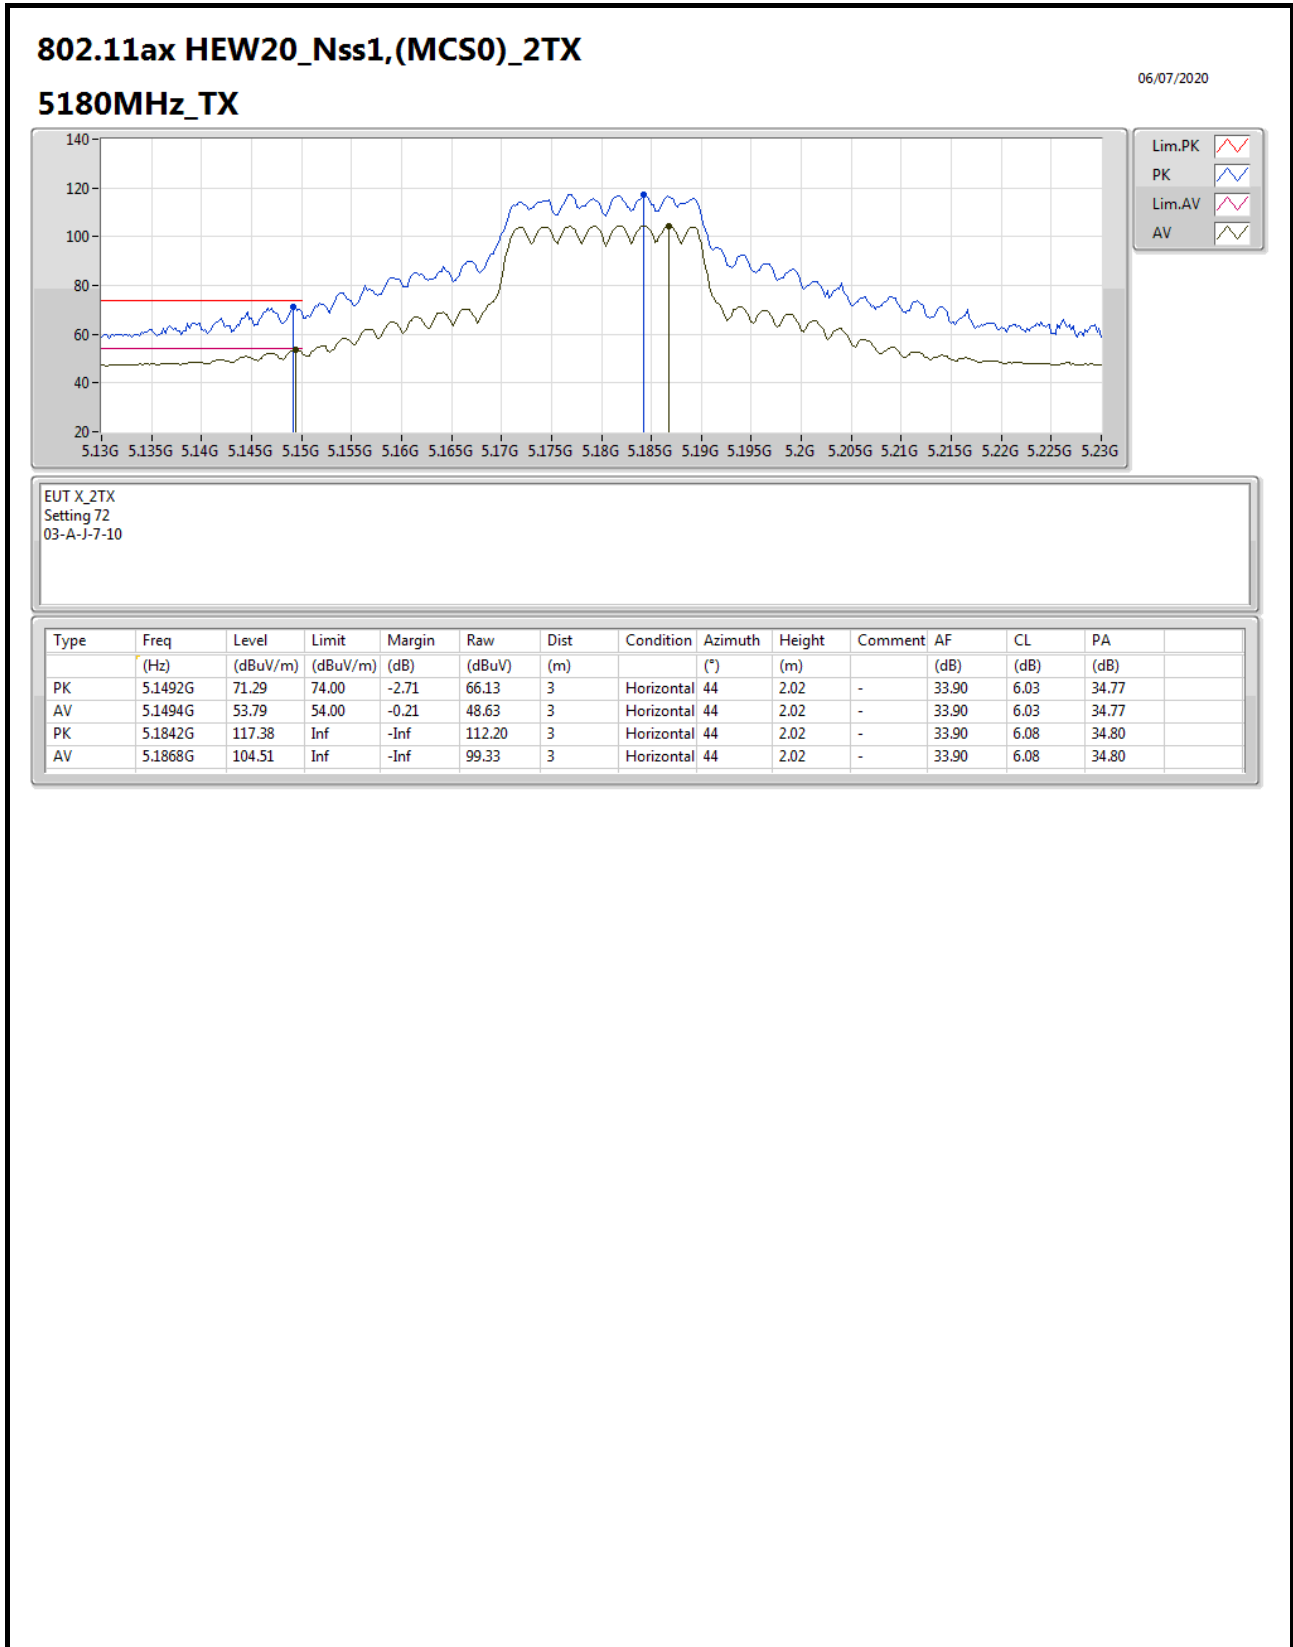 802.11ax HEW20_Nss1,(MCS0)_2TX
06/07/2020
5180MHz_TX
140
120
100
80
60
40
20
5.13G 5.135G 5.14G 5.145G 5.15G 5.155G 5.16G 5.165G 5.17G 5.175G 5.18G 5.185G 5.19G 5.195G 5.2G 5.205G 5.21G 5.215G 5.22G 5.225G 5.23G
Lim.PK
PK
Lim.AV
AV
EUT X_2TX
Setting 72
03-A-J-7-10
Type Freq Level Limit Margin Raw Dist Condition Azimuth Height Comment AF CL PA
(Hz) (dBuV/m) (dBuV/m) (dB) (dBuV) (m) (°) (m) (dB) (dB) (dB)
PK 5.1492G 71.29 74.00 -2.71 66.13 3 Horizontal 44 2.02 - 33.90 6.03 34.77
AV 5.1494G 53.79 54.00 -0.21 48.63 3 Horizontal 44 2.02 - 33.90 6.03 34.77
PK 5.1842G 117.38 Inf -Inf 112.20 3 Horizontal 44 2.02 - 33.90 6.08 34.80
AV 5.1868G 104.51 Inf -Inf 99.33 3 Horizontal 44 2.02 - 33.90 6.08 34.80